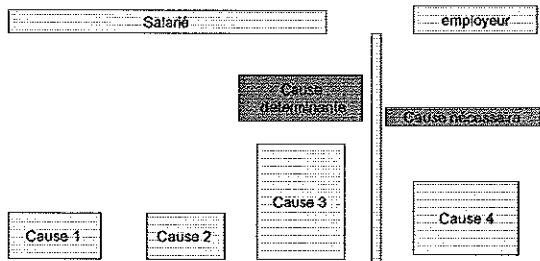 Salarié
employeur
Cause
déterminante
Cause nécessaire
Cause 1
Cause 2
Cause 3
Cause 4